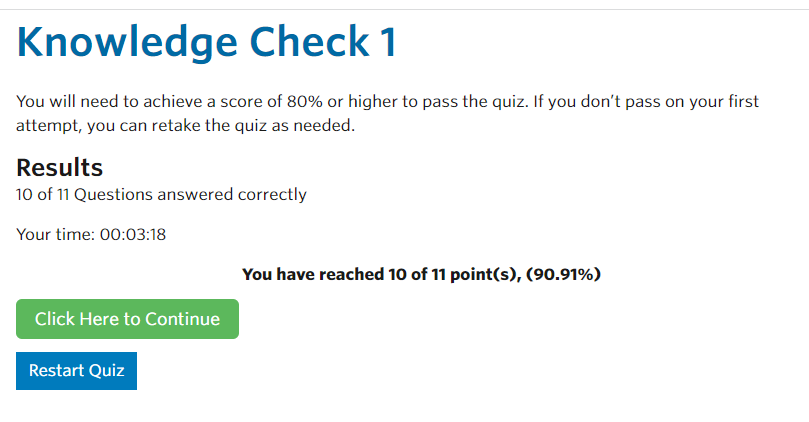 Knowledge Check 1
You will need to achieve a score of 80% or higher to pass the quiz. If you don’t pass on your first
attempt, you can retake the quiz as needed.
Results
10 of 11 Questions answered correctly
Your time: 00:03:18
You have reached 10 of 11 point(s), (90.91%)
Click Here to Continue
Restart Quiz